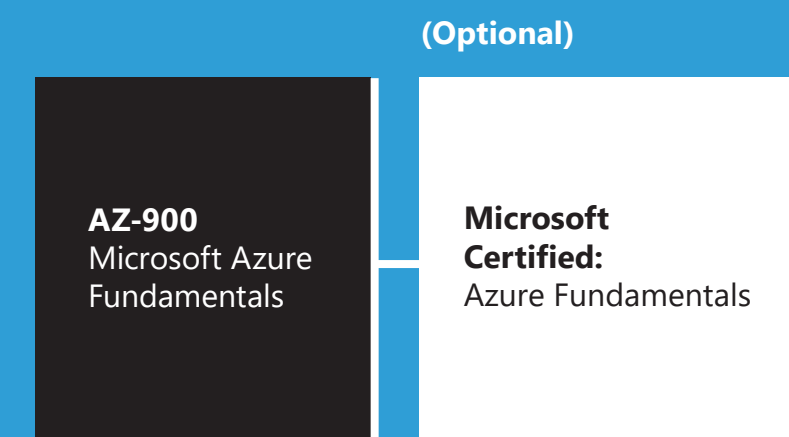 (Optional)
AZ-900
Microsoft Azure
Fundamentals
Microsoft
Certified:
Azure Fundamentals